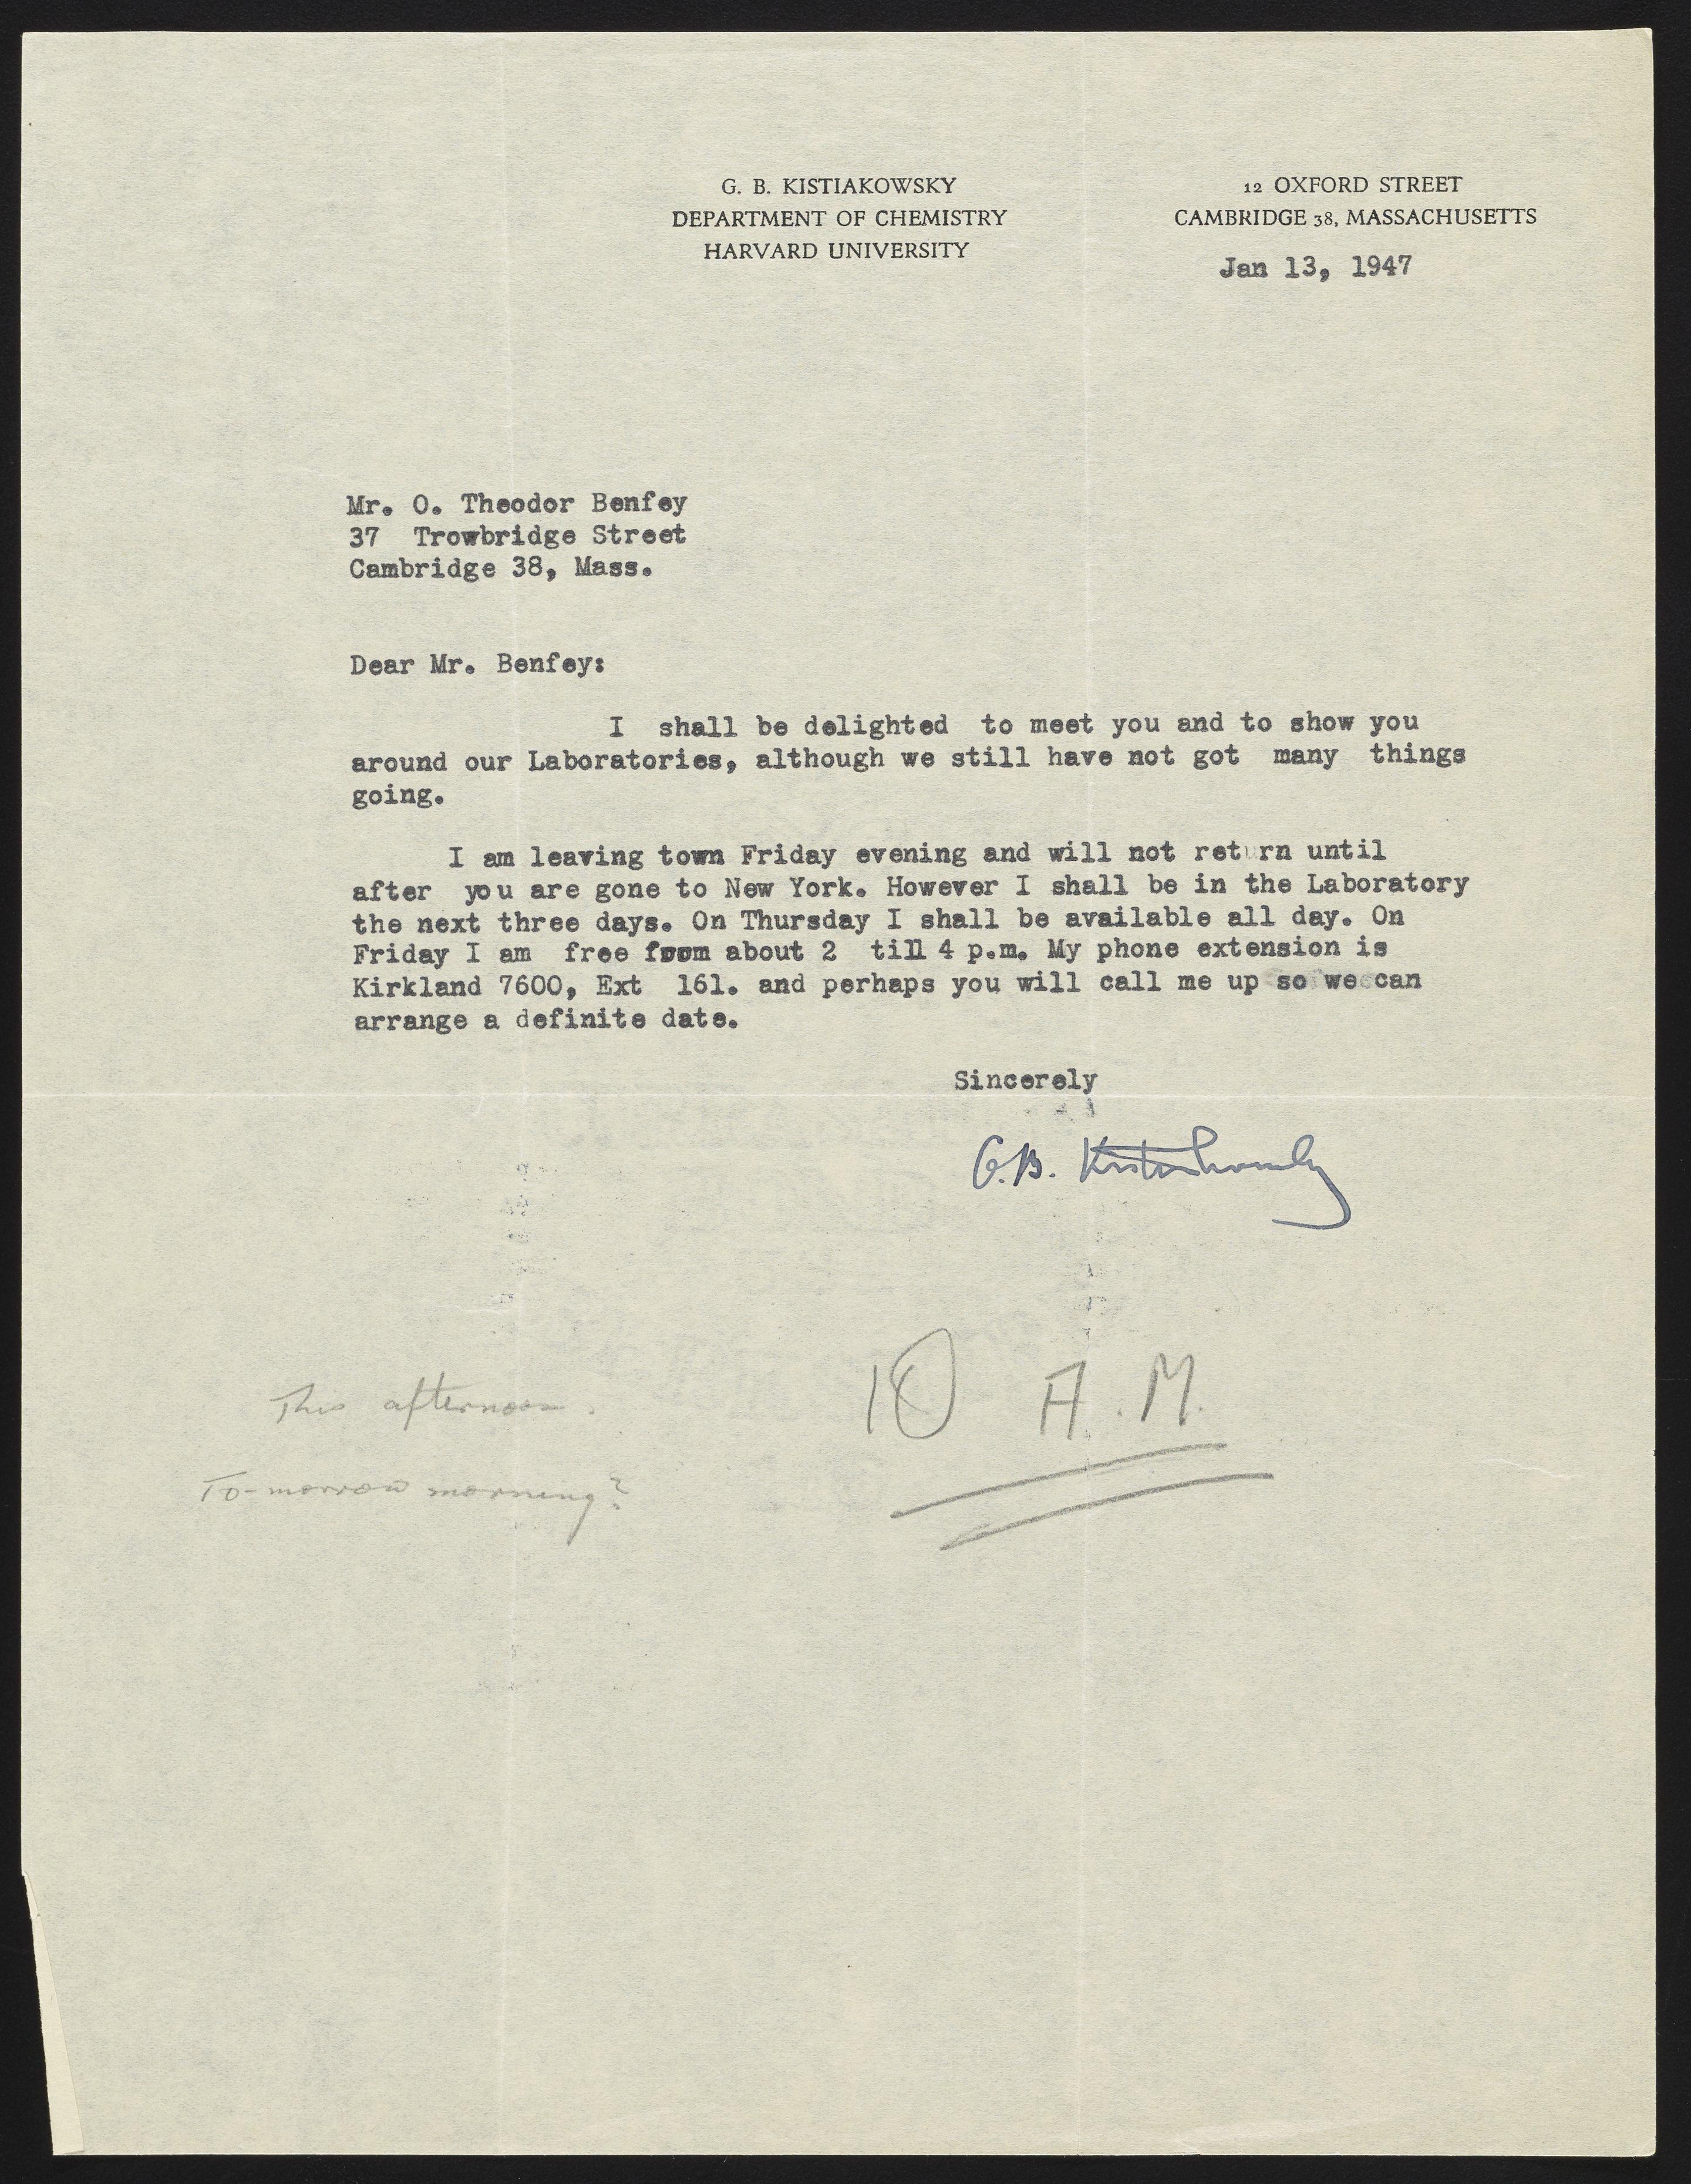 G. B. KISTIAKOWSKY
DEPARTMENT OF CHEMISTRY
HARVARD UNIVERSITY
12 OXFORD STREET
CAMBRIDGE 38, MASSACHUSETTS
Jan 13, 1947
Mr. O. Theodor Benfey
37 Trowbridge Street
Cambridge 38, Mass.
Dear Mr. Benfey:
I shall be delighted to meet you and to show you
around our Laboratories, although we still have not got many things
going.
I am leaving town Friday evening and will not return until
after you are gone to New York. However I shall be in the Laboratory
the next three days. On Thursday I shall be available all day. On
Friday I am free from about 2 till 4 p.m. My phone extension is
Kirkland 7600, Ext 161. and perhaps you will call me up so we can
arrange a definite date.
Sincerely
G.B. Kistiakowsky
This afternoon.
To-morrow morning?
10 A.M.